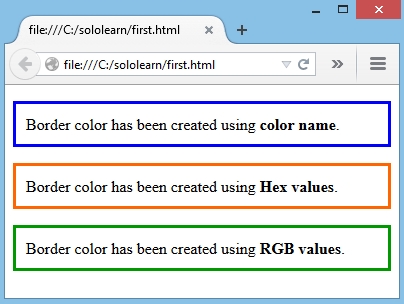 file:///C:/sololearn/first.html
file:///C:/sololearn/first.html
Border color has been created using color name.
Border color has been created using Hex values.
Border color has been created using RGB values.